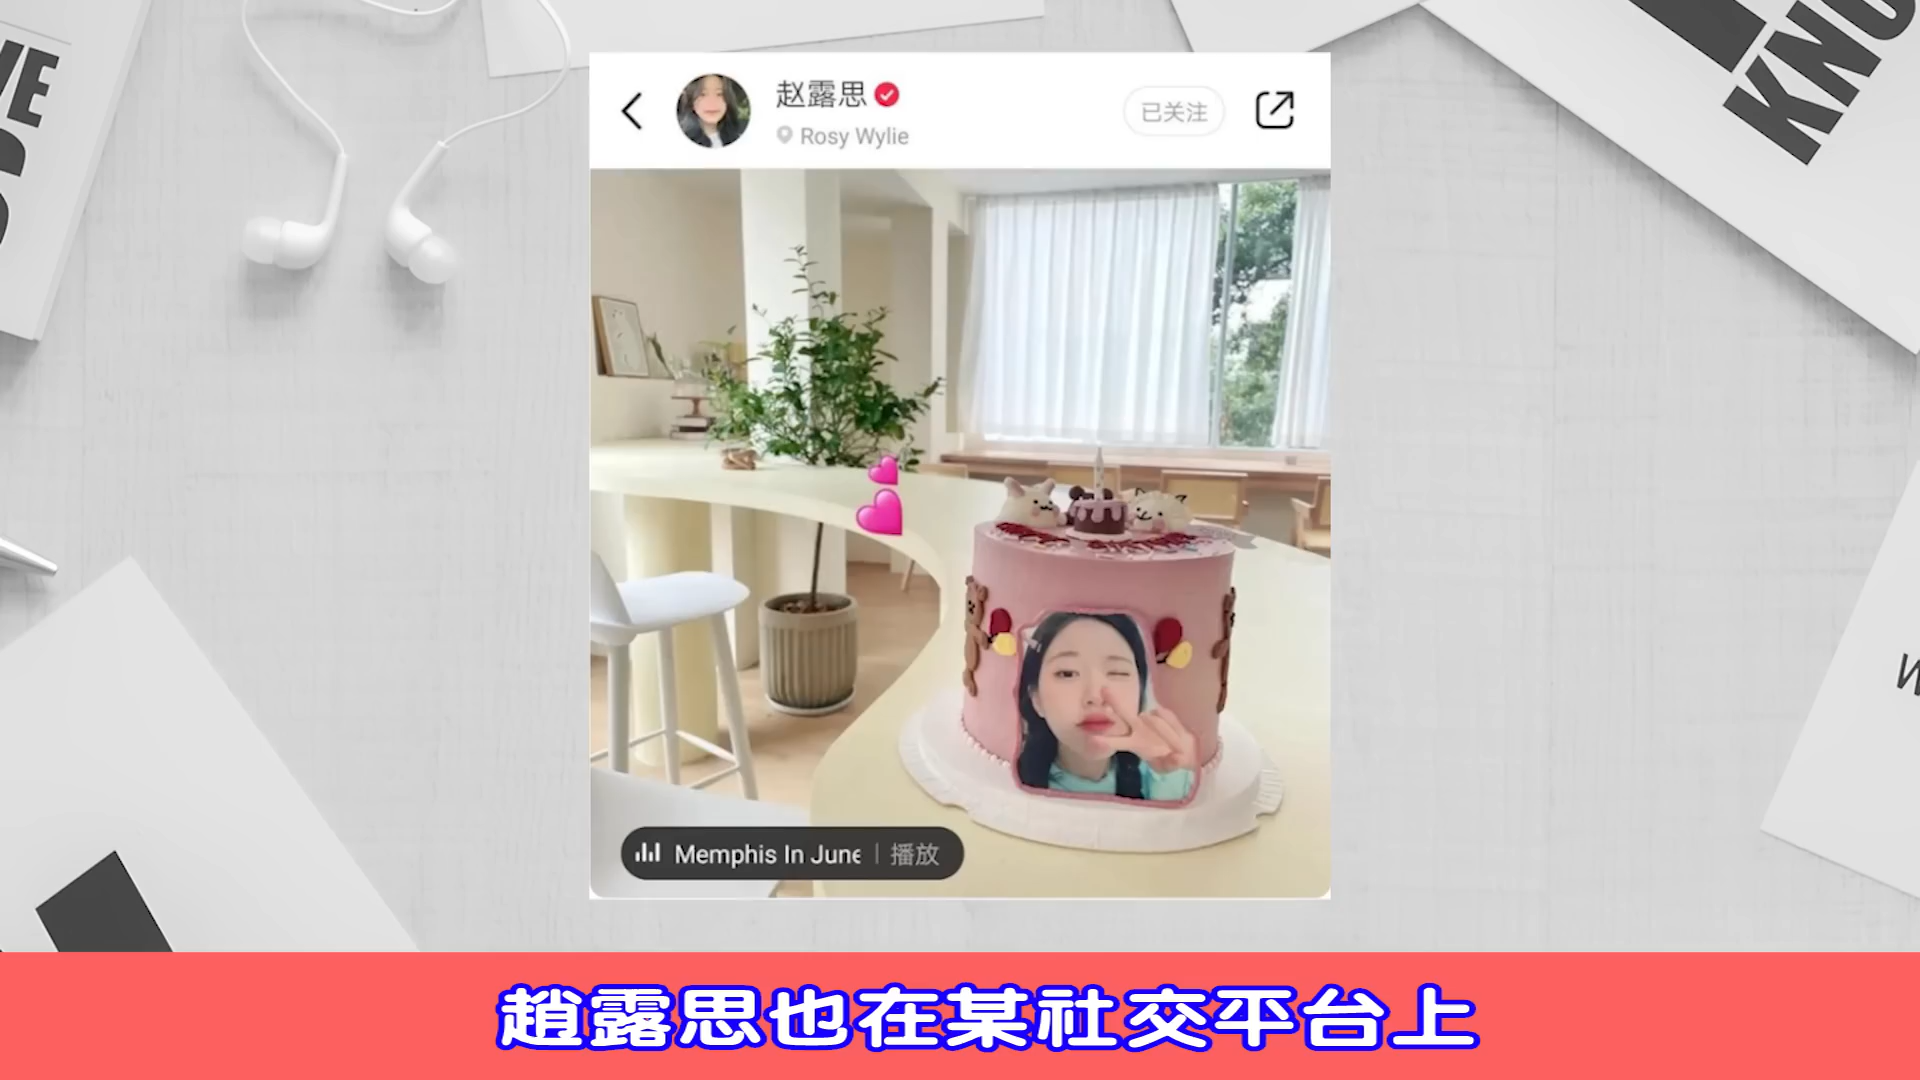 赵露思
Rosy Wylie
已关注
KNO
Memphis In June | 播放
趙露思也在某社交平台上